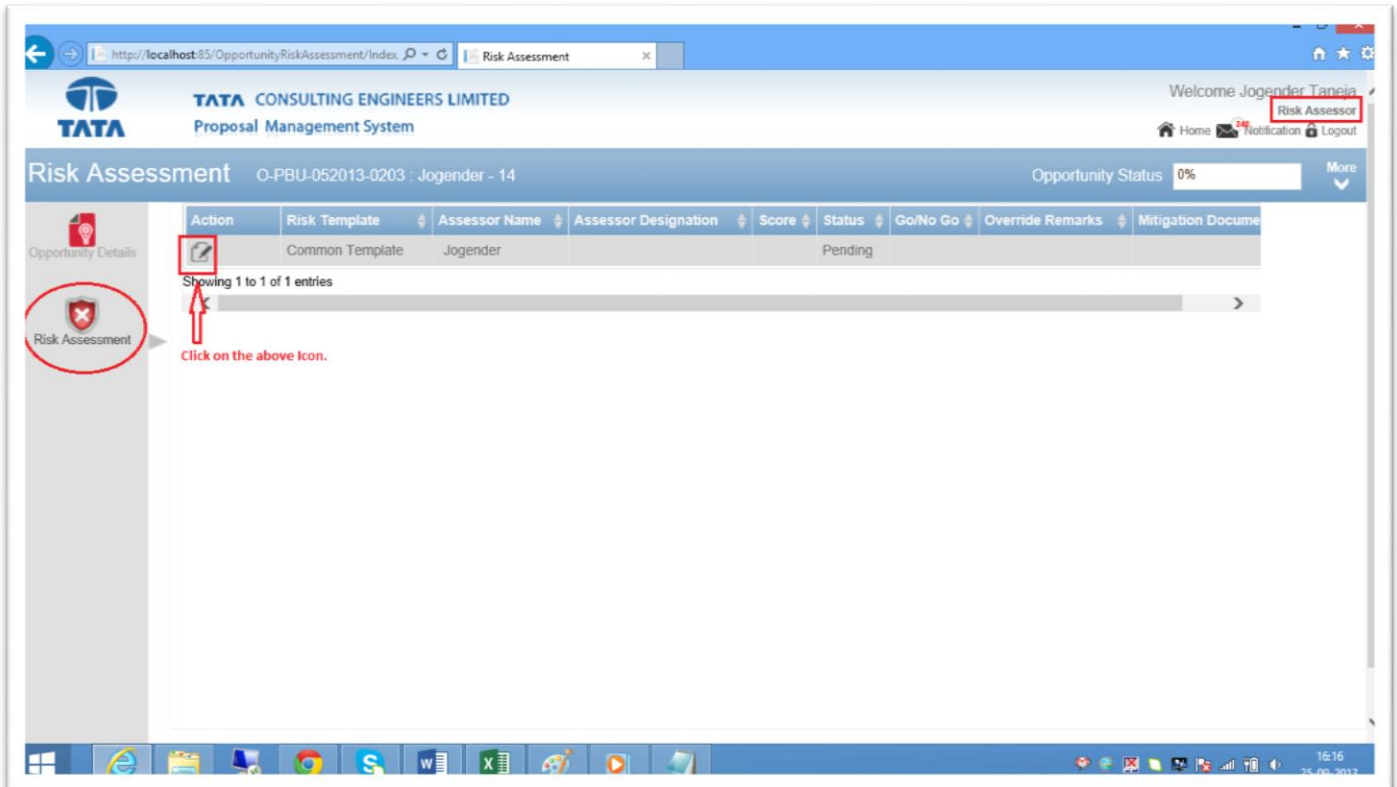 http://localhost:85/OpportunityRiskAssessment/Index
Risk Assessment
TATA
TATA CONSULTING ENGINEERS LIMITED
Proposal Management System
Welcome Jogender Taneja
Risk Assessor
Home Notification Logout
Risk Assessment O-PBU-052013-0203 : Jogender - 14 Opportunity Status 0% More
Opportunity Details
Risk Assessment
Action Risk Template Assessor Name Assessor Designation Score Status Go/No Go Override Remarks Mitigation Docume
Common Template Jogender Pending
Showing 1 to 1 of 1 entries
Click on the above Icon.
16:16
25-09-2013